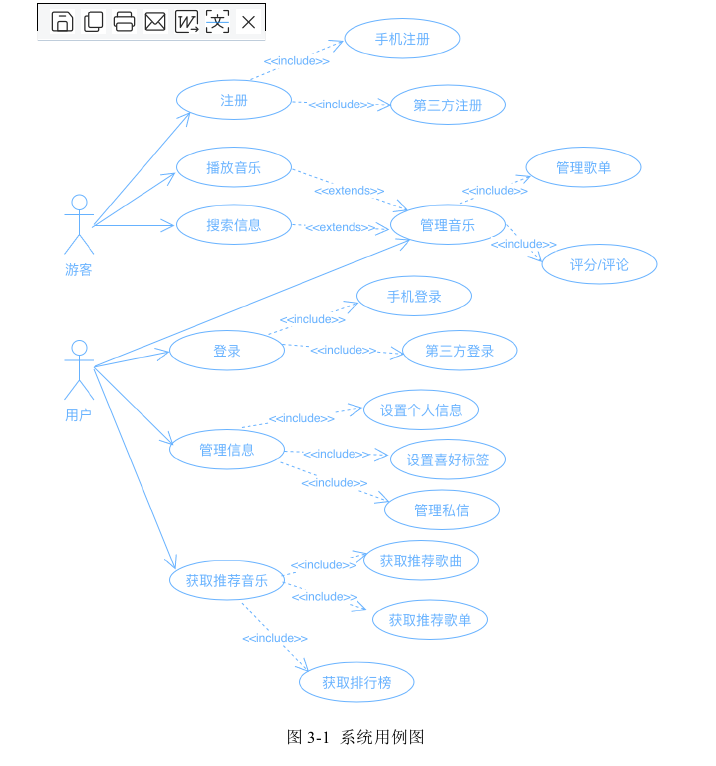 手机注册
<<include>>
注册
<<include>>
第三方注册
播放音乐
<<extends>>
管理歌单
<<include>>
搜索信息
<<extends>>
管理音乐
<<include>>
评分/评论
游客
手机登录
<<include>>
登录
<<include>>
第三方登录
用户
设置个人信息
<<include>>
管理信息
<<include>>
设置喜好标签
<<include>>
管理私信
获取推荐歌曲
<<include>>
获取推荐音乐
<<include>>
获取推荐歌单
<<include>>
获取排行榜
图 3-1 系统用例图
W
文